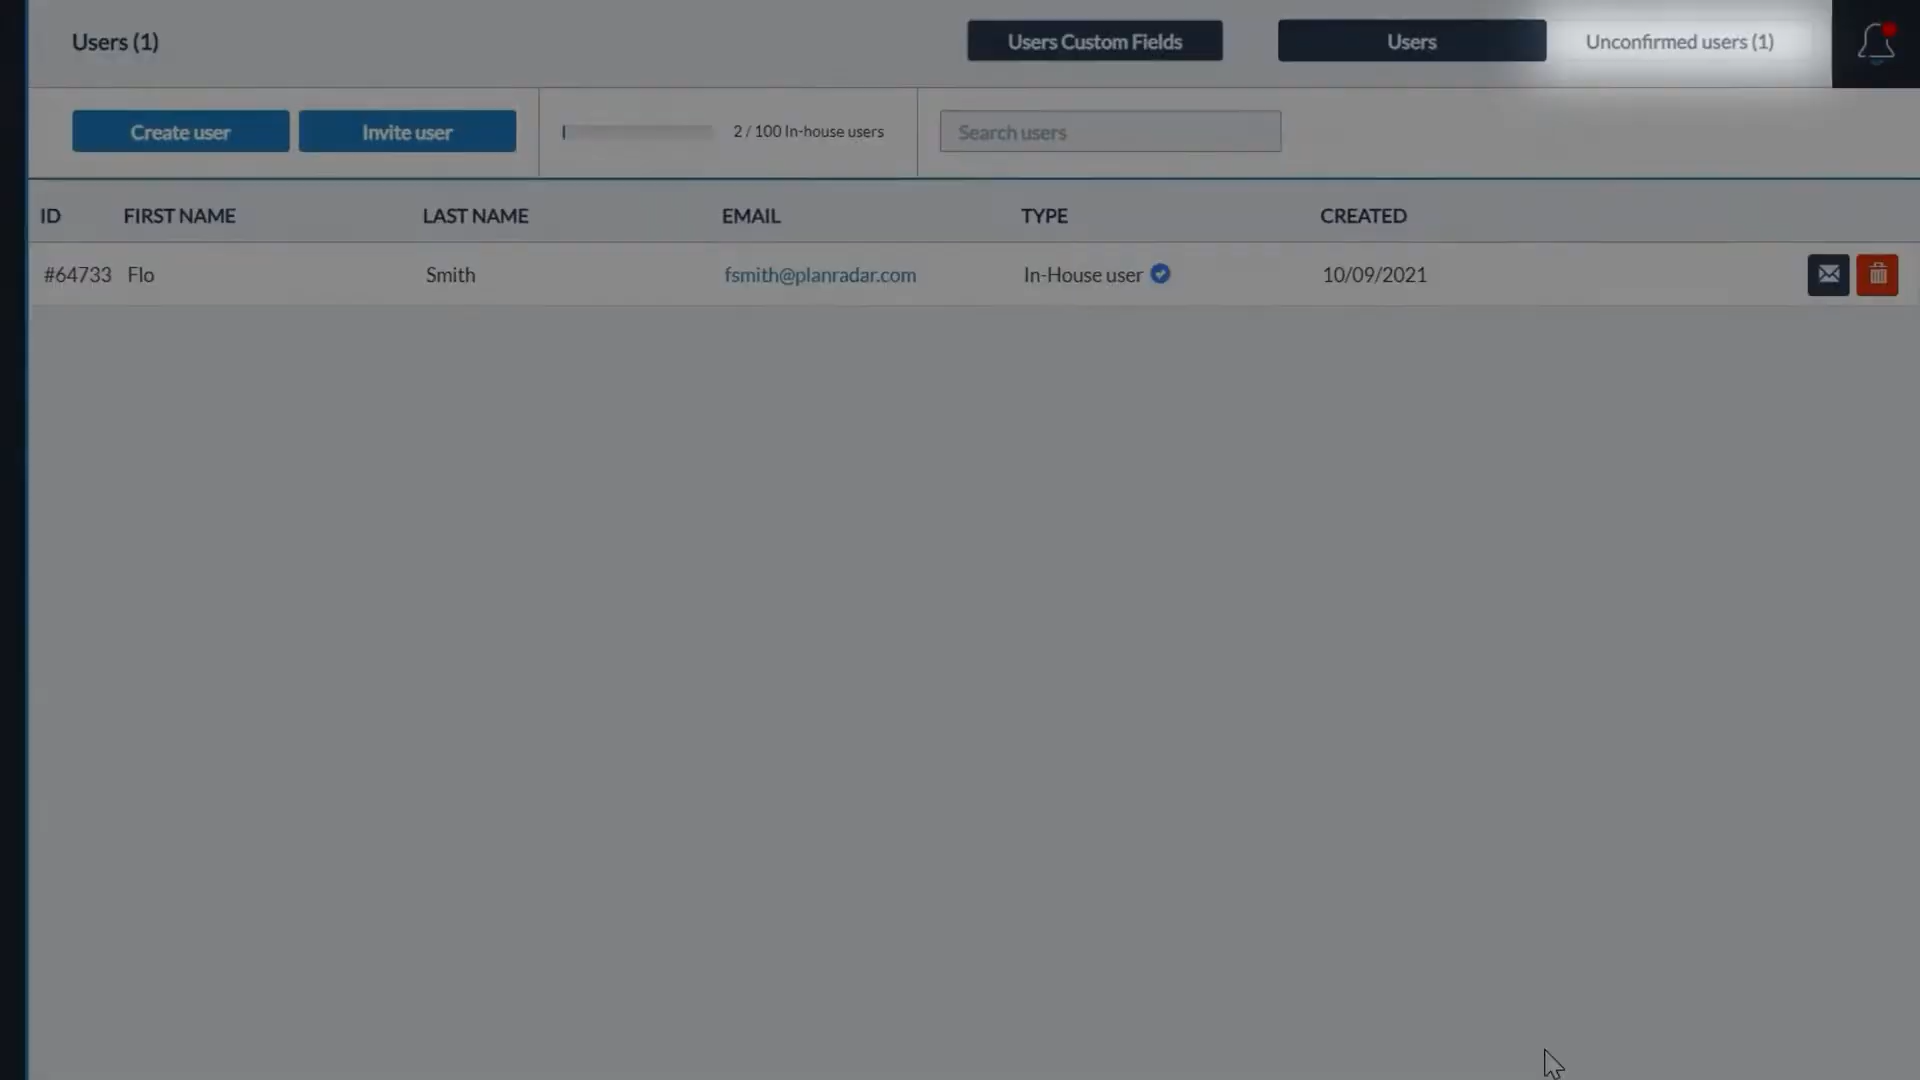 Users (1)
Users Custom Fields
Users
Unconfirmed users (1)
Create user
Invite user
2 / 100 In-house users
Search users
ID FIRST NAME LAST NAME EMAIL TYPE CREATED
#64733 Flo Smith fsmith@planradar.com In-House user 10/09/2021